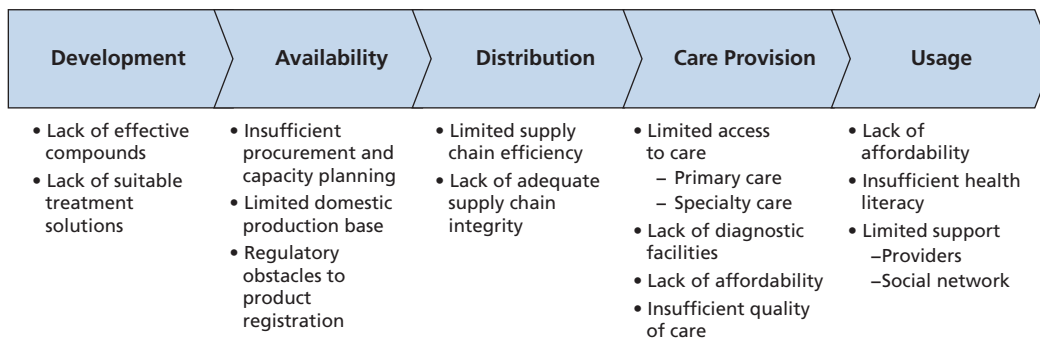 Development
Availability
Distribution
Care Provision
Usage
• Lack of effective
compounds
• Lack of suitable
treatment
solutions
• Insufficient
procurement and
capacity planning
• Limited domestic
production base
• Regulatory
obstacles to
product
registration
• Limited supply
chain efficiency
• Lack of adequate
supply chain
integrity
• Limited access
to care
– Primary care
– Specialty care
• Lack of diagnostic
facilities
• Lack of affordability
• Insufficient quality
of care
• Lack of
affordability
• Insufficient health
literacy
• Limited support
–Providers
–Social network